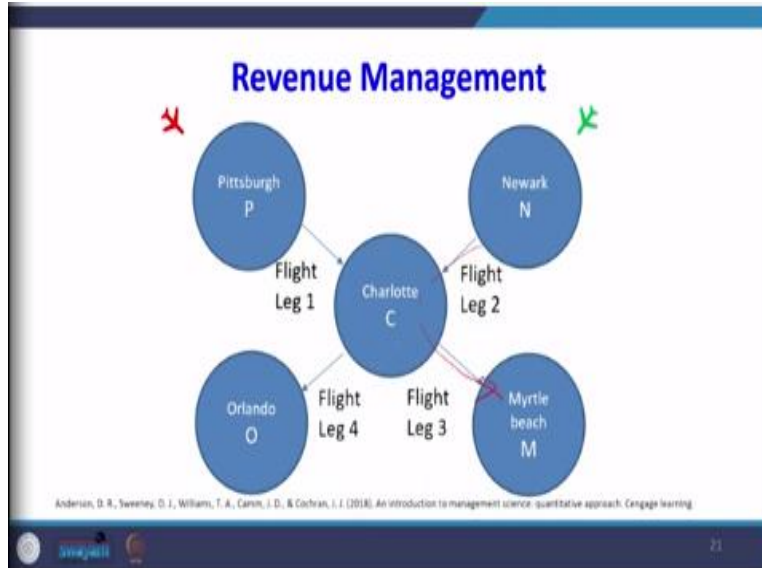 Revenue Management
Pittsburgh
P
Newark
N
Flight
Leg 1
Charlotte
C
Flight
Leg 2
Orlando
O
Flight
Leg 4
Flight
Leg 3
Myrtle
beach
M
Anderson, D. R., Sweeney, D. J., Williams, T. A., Camm, J. D., & Cochran, J. J. (2018). An introduction to management science: quantitative approach. Cengage learning
swayam
21